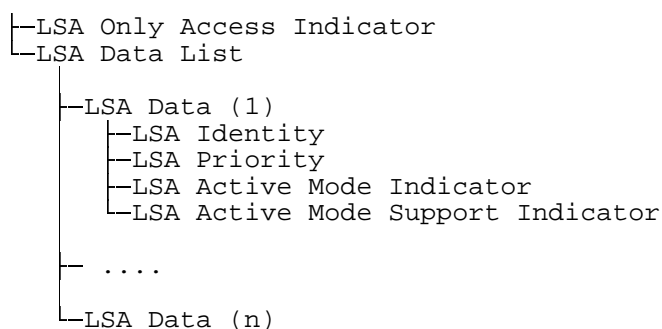 LSA Only Access Indicator
LSA Data List
LSA Data (1)
LSA Identity
LSA Priority
LSA Active Mode Indicator
LSA Active Mode Support Indicator
....
LSA Data (n)